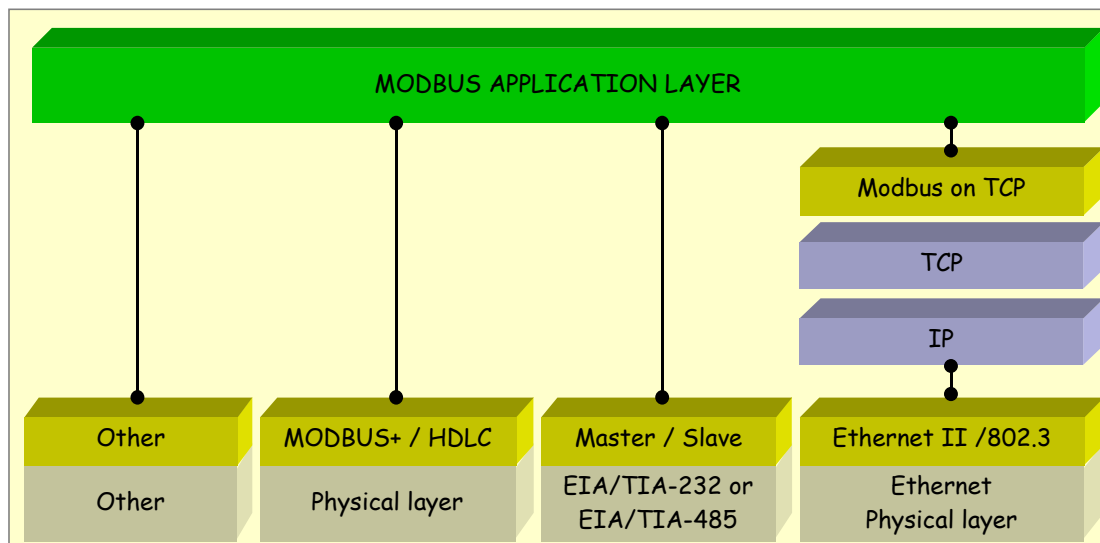 MODBUS APPLICATION LAYER
Modbus on TCP
TCP
IP
Other
MODBUS+ / HDLC
Master / Slave
Ethernet II /802.3
Other
Physical layer
EIA/TIA-232 or
EIA/TIA-485
Ethernet
Physical layer